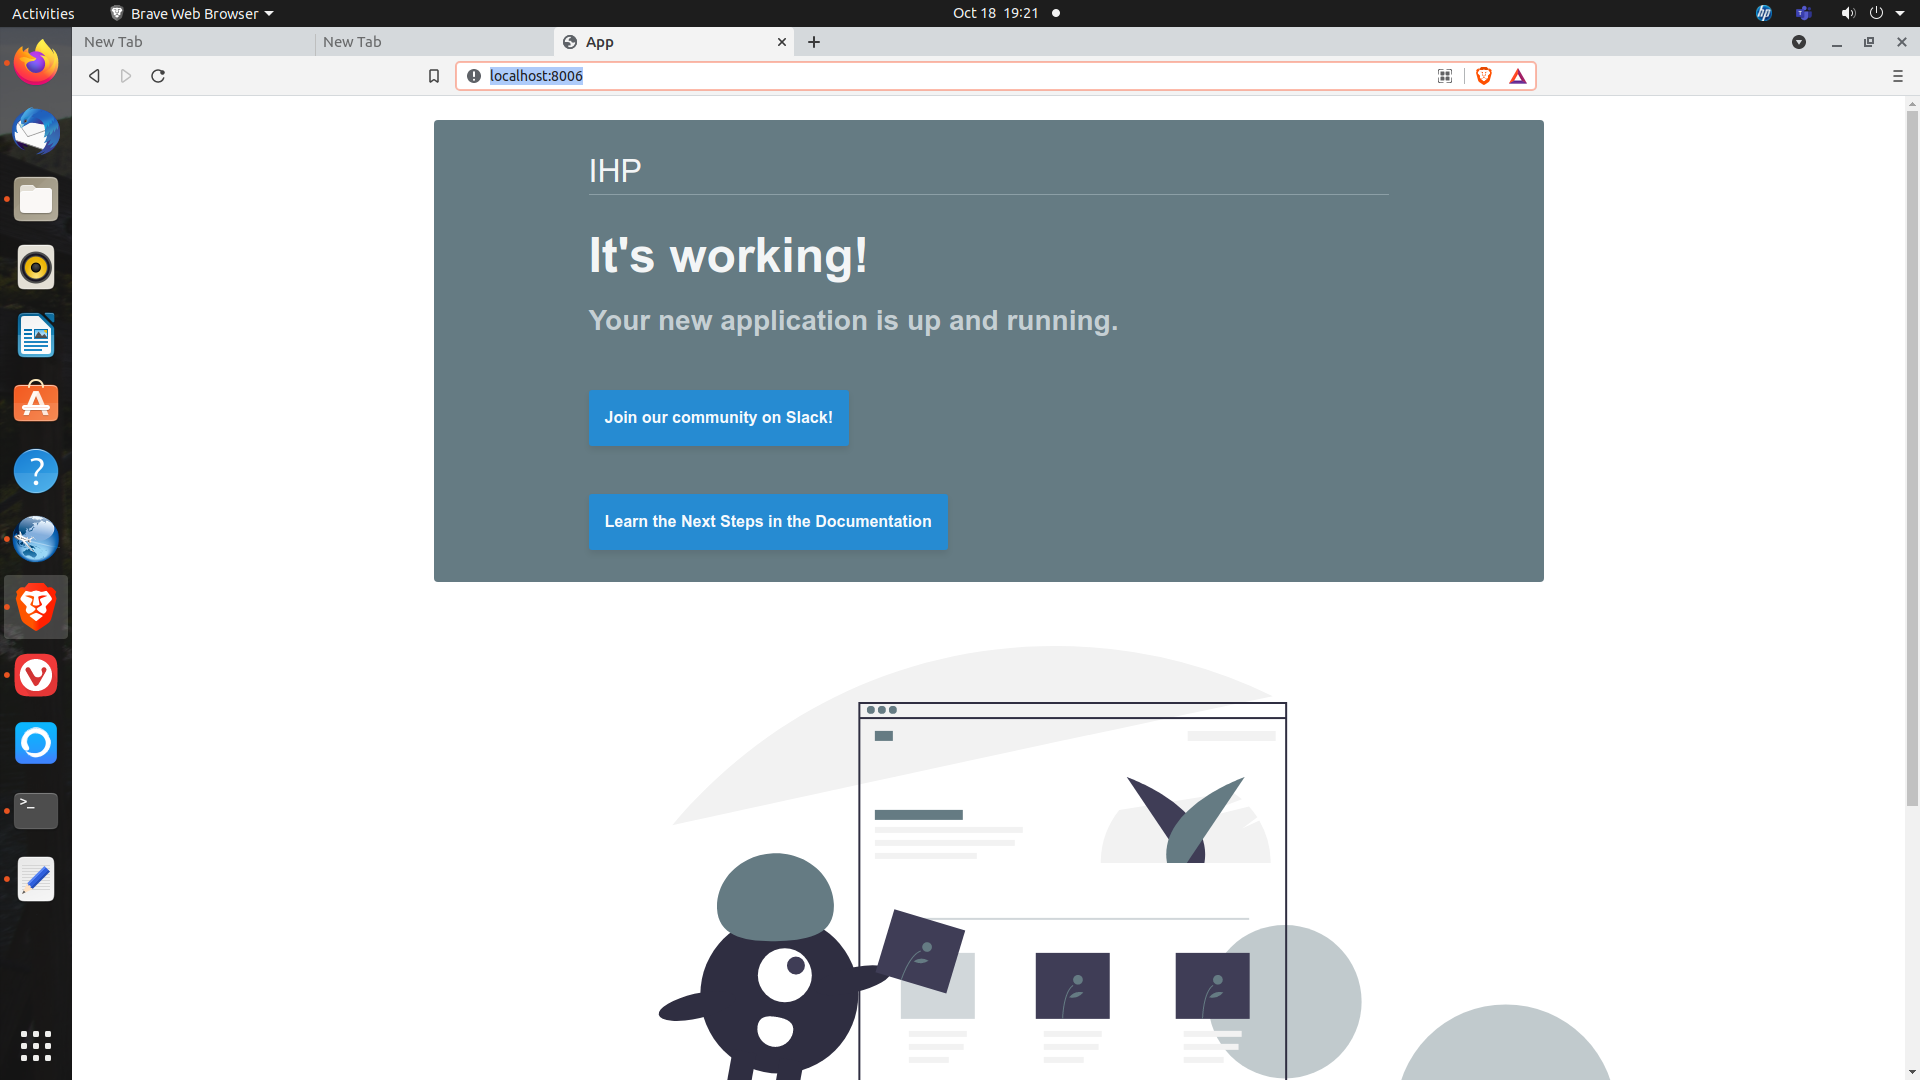 Activities
Brave Web Browser
Oct 18 19:21
hp
New Tab
New Tab
App
localhost:8006
IHP
It's working!
Your new application is up and running.
Join our community on Slack!
Learn the Next Steps in the Documentation
?
>_